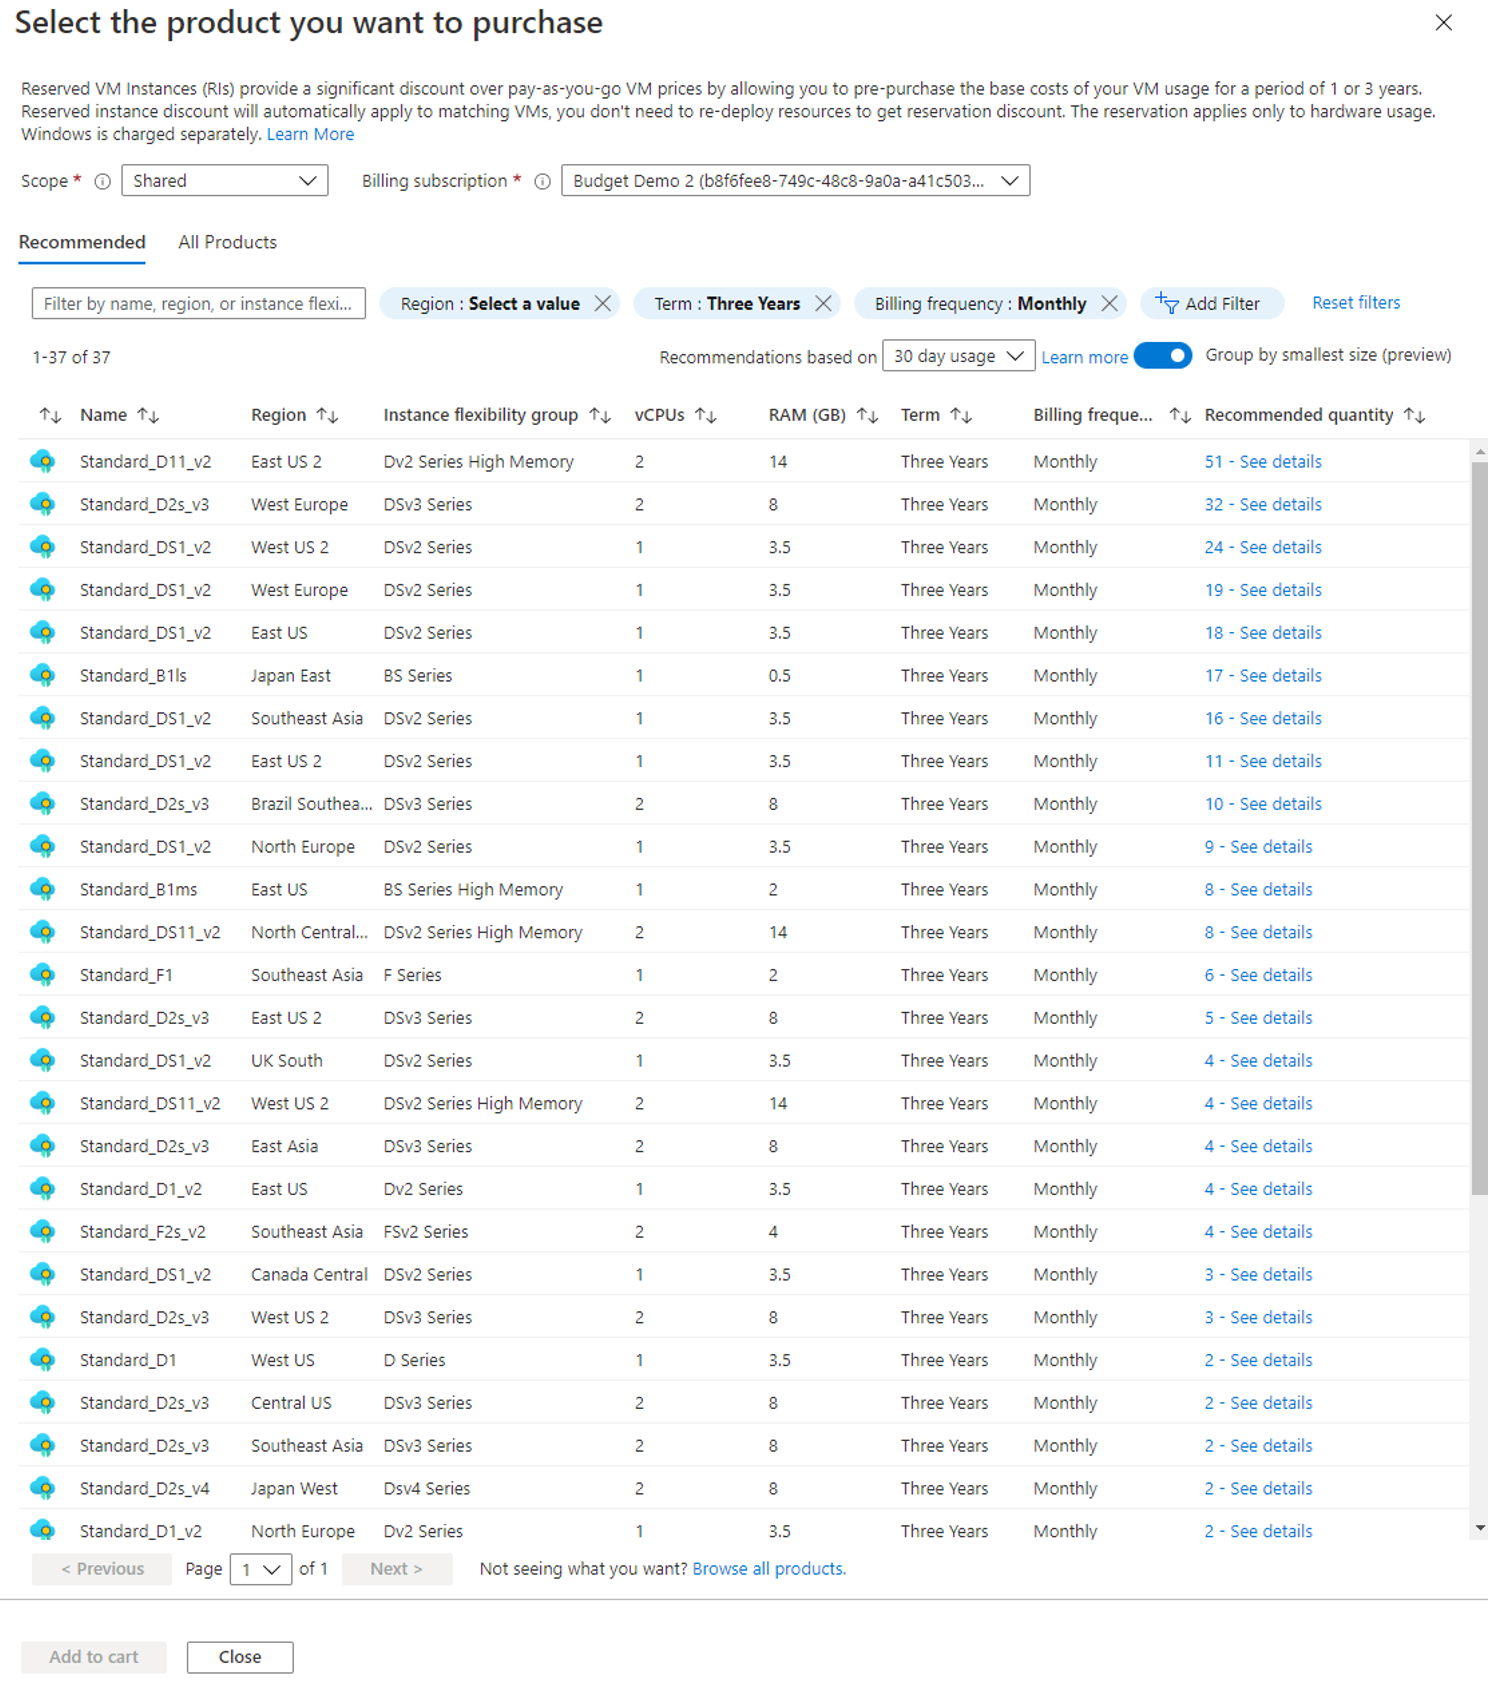 Select the product you want to purchase
Reserved VM Instances (RIs) provide a significant discount over pay-as-you-go VM prices by allowing you to pre-purchase the base costs of your VM usage for a period of 1 or 3 years.
Reserved instance discount will automatically apply to matching VMs, you don't need to re-deploy resources to get reservation discount. The reservation applies only to hardware usage.
Windows is charged separately. Learn More
Scope * Shared Billing subscription * Budget Demo 2 (b8f6fee8-749c-48c8-9a0a-a41c503...
Recommended All Products
Filter by name, region, or instance flexi... Region : Select a value Term : Three Years Billing frequency : Monthly Add Filter Reset filters
1-37 of 37 Recommendations based on 30 day usage Learn more Group by smallest size (preview)
Name Region Instance flexibility group vCPUs RAM (GB) Term Billing freque... Recommended quantity
Standard_D11_v2 East US 2 Dv2 Series High Memory 2 14 Three Years Monthly 51 - See details
Standard_D2s_v3 West Europe DSv3 Series 2 8 Three Years Monthly 32 - See details
Standard_DS1_v2 West US 2 DSv2 Series 1 3.5 Three Years Monthly 24 - See details
Standard_DS1_v2 West Europe DSv2 Series 1 3.5 Three Years Monthly 19 - See details
Standard_DS1_v2 East US DSv2 Series 1 3.5 Three Years Monthly 18 - See details
Standard_B1ls Japan East BS Series 1 0.5 Three Years Monthly 17 - See details
Standard_DS1_v2 Southeast Asia DSv2 Series 1 3.5 Three Years Monthly 16 - See details
Standard_DS1_v2 East US 2 DSv2 Series 1 3.5 Three Years Monthly 11 - See details
Standard_D2s_v3 Brazil Southea... DSv3 Series 2 8 Three Years Monthly 10 - See details
Standard_DS1_v2 North Europe DSv2 Series 1 3.5 Three Years Monthly 9 - See details
Standard_B1ms East US BS Series High Memory 1 2 Three Years Monthly 8 - See details
Standard_DS11_v2 North Central... DSv2 Series High Memory 2 14 Three Years Monthly 8 - See details
Standard_F1 Southeast Asia F Series 1 2 Three Years Monthly 6 - See details
Standard_D2s_v3 East US 2 DSv3 Series 2 8 Three Years Monthly 5 - See details
Standard_DS1_v2 UK South DSv2 Series 1 3.5 Three Years Monthly 4 - See details
Standard_DS11_v2 West US 2 DSv2 Series High Memory 2 14 Three Years Monthly 4 - See details
Standard_D2s_v3 East Asia DSv3 Series 2 8 Three Years Monthly 4 - See details
Standard_D1_v2 East US Dv2 Series 1 3.5 Three Years Monthly 4 - See details
Standard_F2s_v2 Southeast Asia FSv2 Series 2 4 Three Years Monthly 4 - See details
Standard_DS1_v2 Canada Central DSv2 Series 1 3.5 Three Years Monthly 3 - See details
Standard_D2s_v3 West US 2 DSv3 Series 2 8 Three Years Monthly 3 - See details
Standard_D1 West US D Series 1 3.5 Three Years Monthly 2 - See details
Standard_D2s_v3 Central US DSv3 Series 2 8 Three Years Monthly 2 - See details
Standard_D2s_v3 Southeast Asia DSv3 Series 2 8 Three Years Monthly 2 - See details
Standard_D2s_v4 Japan West Dsv4 Series 2 8 Three Years Monthly 2 - See details
Standard_D1_v2 North Europe Dv2 Series 1 3.5 Three Years Monthly 2 - See details
< Previous Page 1 of 1 Next > Not seeing what you want? Browse all products.
Add to cart Close